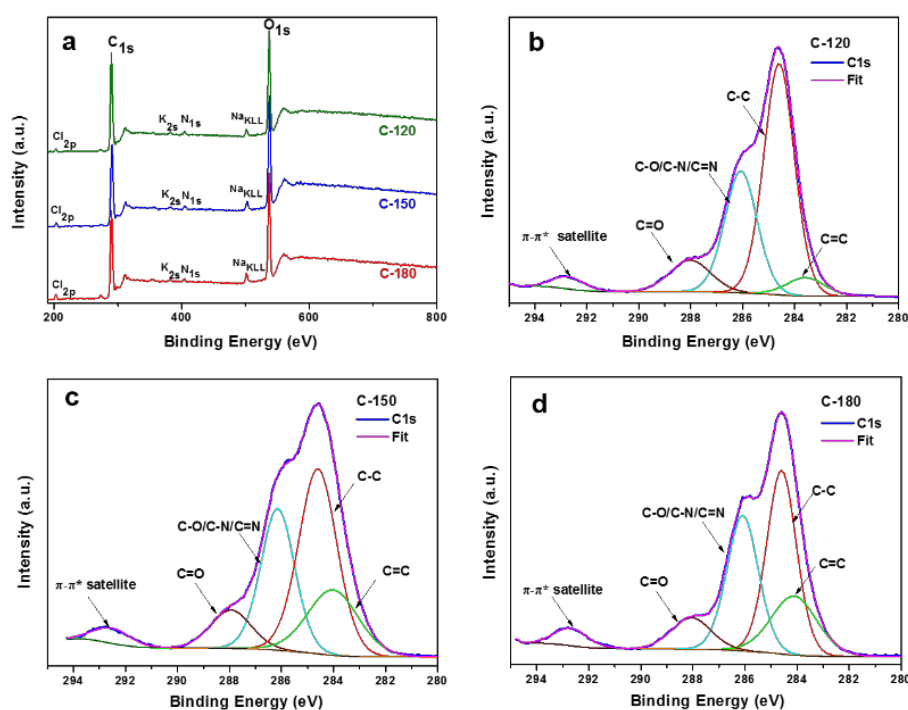 a
C1s
O1s
Cl2p
K2s N1s
NaKLL
C-120
Cl2p
K2s N1s
NaKLL
C-150
Cl2p
K2s N1s
NaKLL
C-180
200 400 600 800
Binding Energy (eV)
Intensity (a.u.)
b
C-120
C1s
Fit
C-C
C-O/C-N/C=N
C=O
C=C
π-π* satellite
294 292 290 288 286 284 282 280
Binding Energy (eV)
Intensity (a.u.)
c
C-150
C1s
Fit
C-C
C-O/C-N/C=N
C=O
C=C
π-π* satellite
294 292 290 288 286 284 282 280
Binding Energy (eV)
Intensity (a.u.)
d
C-180
C1s
Fit
C-C
C-O/C-N/C=N
C=O
C=C
π-π* satellite
294 292 290 288 286 284 282 280
Binding Energy (eV)
Intensity (a.u.)